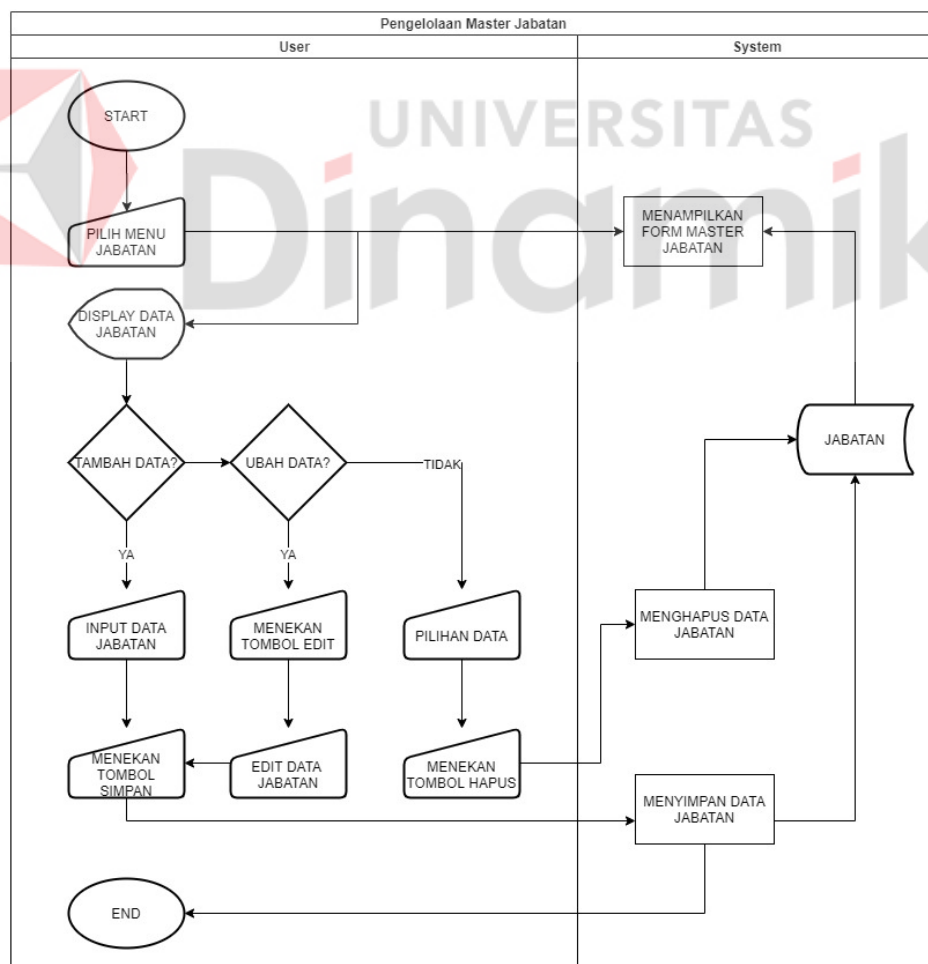 Pengelolaan Master Jabatan
User
System
UNIVERSITAS
Dinamika
START
PILIH MENU
JABATAN
MENAMPILKAN
FORM MASTER
JABATAN
DISPLAY DATA
JABATAN
TAMBAH DATA?
UBAH DATA?
TIDAK
JABATAN
YA
YA
INPUT DATA
JABATAN
MENEKAN
TOMBOL EDIT
PILIHAN DATA
MENGHAPUS DATA
JABATAN
MENEKAN
TOMBOL
SIMPAN
EDIT DATA
JABATAN
MENEKAN
TOMBOL HAPUS
MENYIMPAN DATA
JABATAN
END